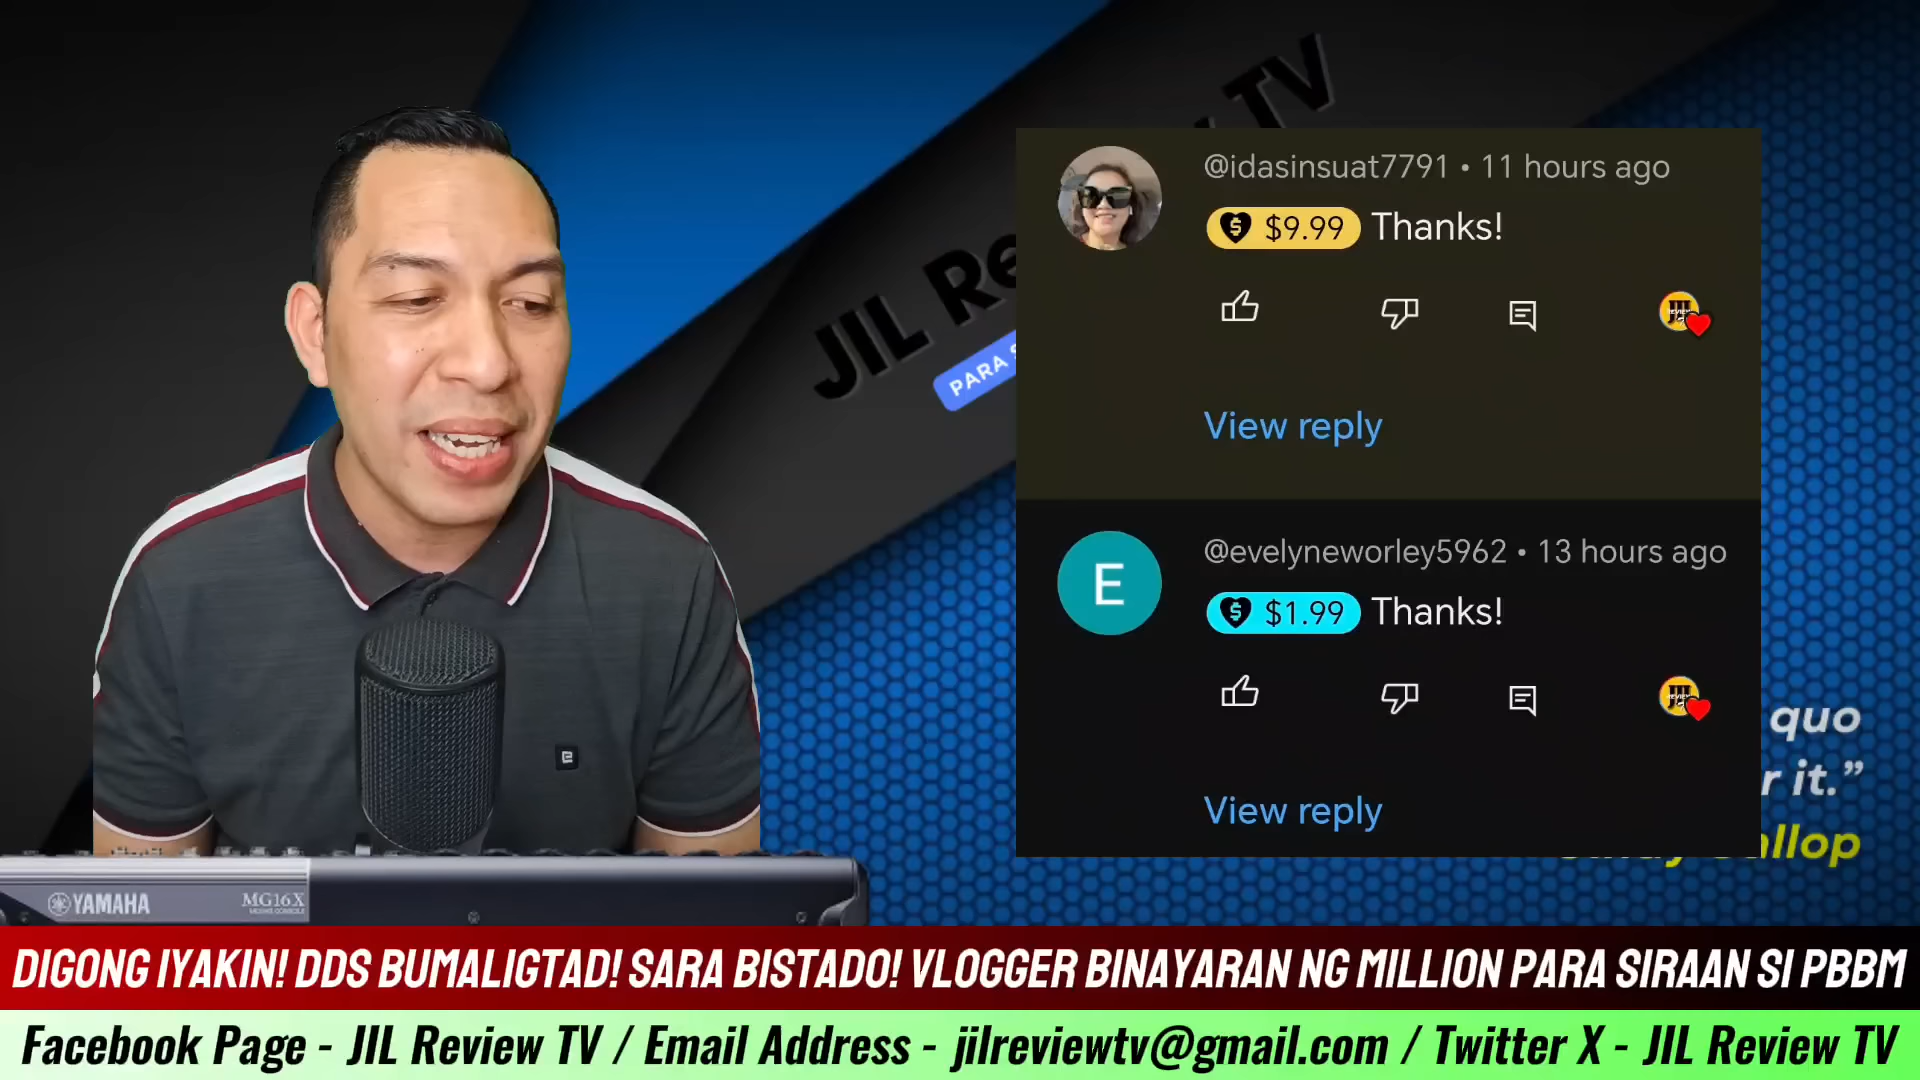 TV
JIL Re
PARA S
@idasinsuat7791 • 11 hours ago
$9.99 Thanks!
View reply
@evelyneworley5962 • 13 hours ago
E
$1.99 Thanks!
View reply
quo
r it.”
allop
YAMAHA
MG16X
DIGONG IYAKIN! DDS BUMALIGTAD! SARA BISTADO! VLOGGER BINAYARAN NG MILLION PARA SIRAAN SI PBBM
Facebook Page - JIL Review TV / Email Address - jilreviewtv@gmail.com / Twitter X - JIL Review TV